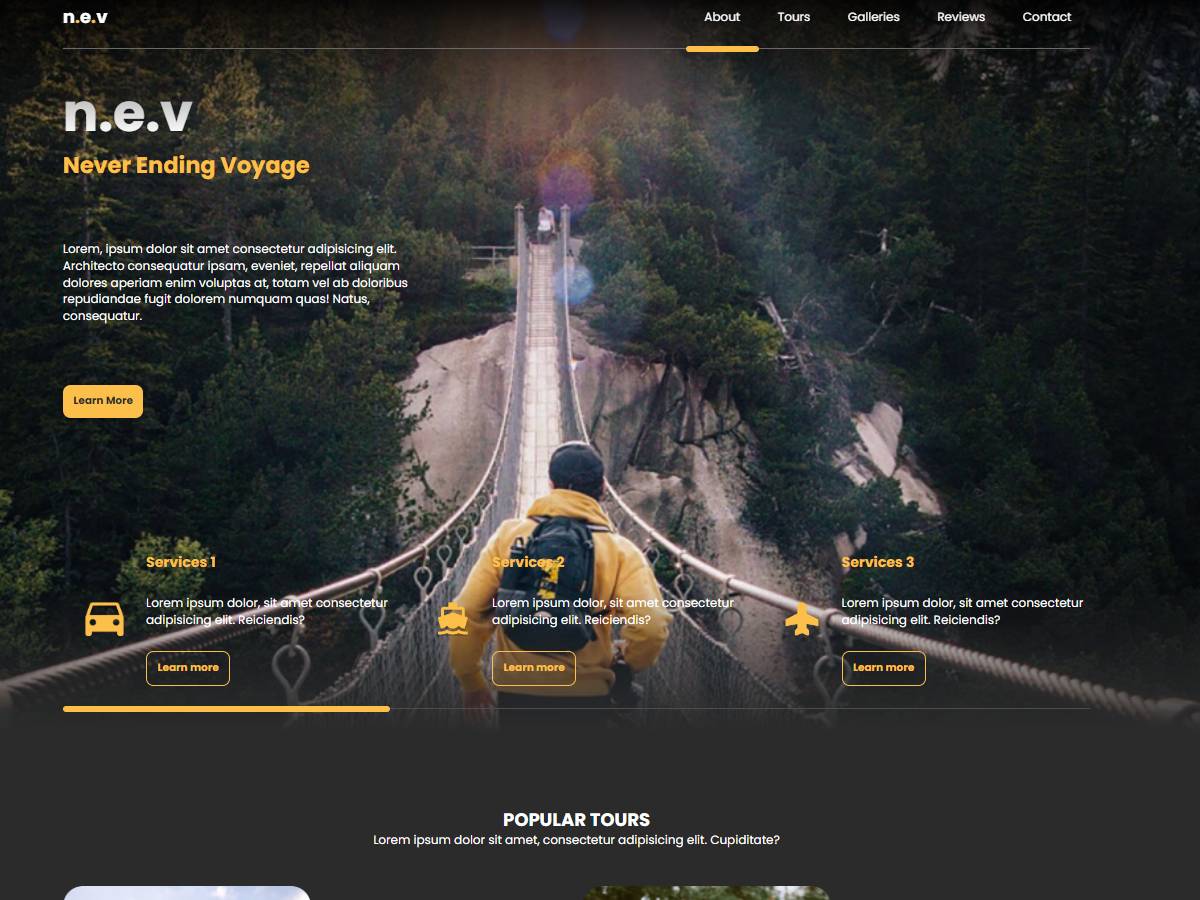 n.e.v
About
Tours
Galleries
Reviews
Contact
n.e.v
Never Ending Voyage
Lorem, ipsum dolor sit amet consectetur adipisicing elit.
Architecto consequatur ipsam, eveniet, repellat aliquam
dolores aperiam enim voluptas at, totam vel ab doloribus
repudiandae fugit dolorem numquam quas! Natus,
consequatur.
Learn More
Services 1
Lorem ipsum dolor, sit amet consectetur
adipisicing elit. Reiciendis?
Learn more
Services 2
Lorem ipsum dolor, sit amet consectetur
adipisicing elit. Reiciendis?
Learn more
Services 3
Lorem ipsum dolor, sit amet consectetur
adipisicing elit. Reiciendis?
Learn more
POPULAR TOURS
Lorem ipsum dolor sit amet, consectetur adipisicing elit. Cupiditate?